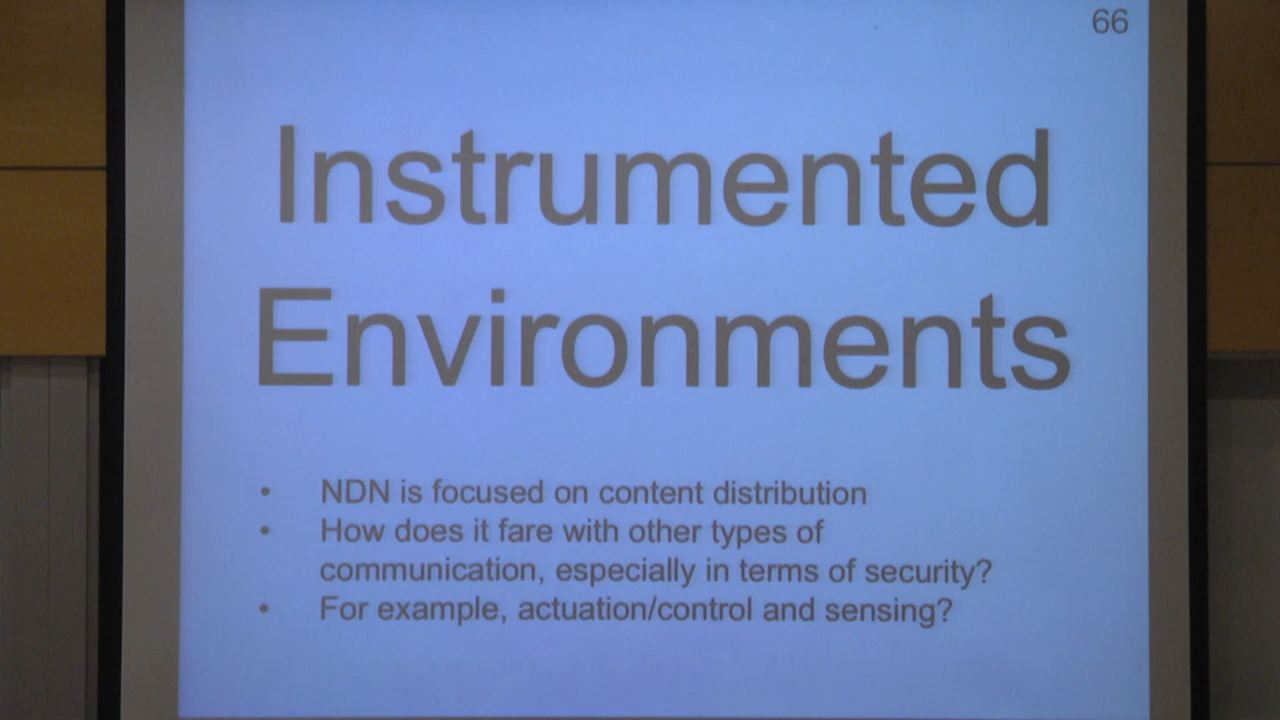 66
Instrumented
Environments
• NDN is focused on content distribution
• How does it fare with other types of
communication, especially in terms of security?
• For example, actuation/control and sensing?